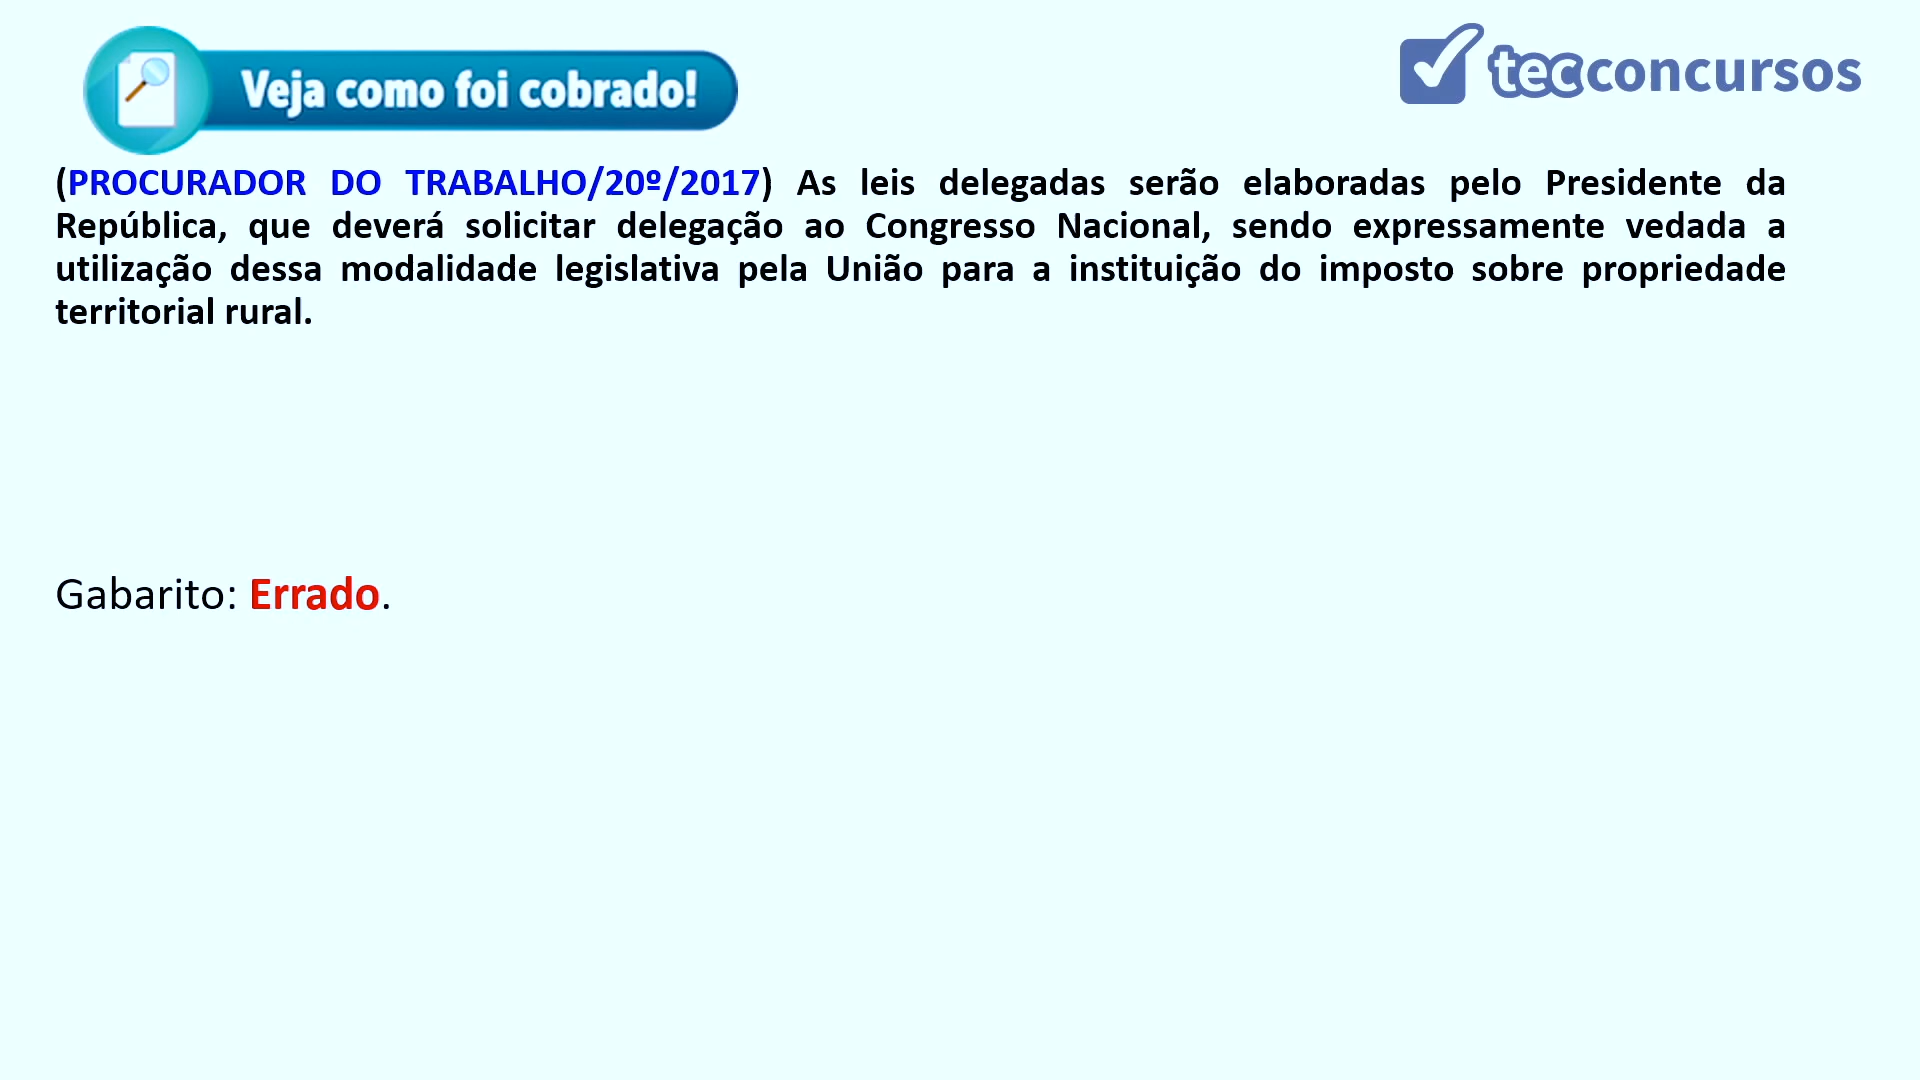 Veja como foi cobrado!
tecconcursos
(PROCURADOR DO TRABALHO/20º/2017) As leis delegadas serão elaboradas pelo Presidente da
República, que deverá solicitar delegação ao Congresso Nacional, sendo expressamente vedada a
utilização dessa modalidade legislativa pela União para a instituição do imposto sobre propriedade
territorial rural.
Gabarito: Errado.